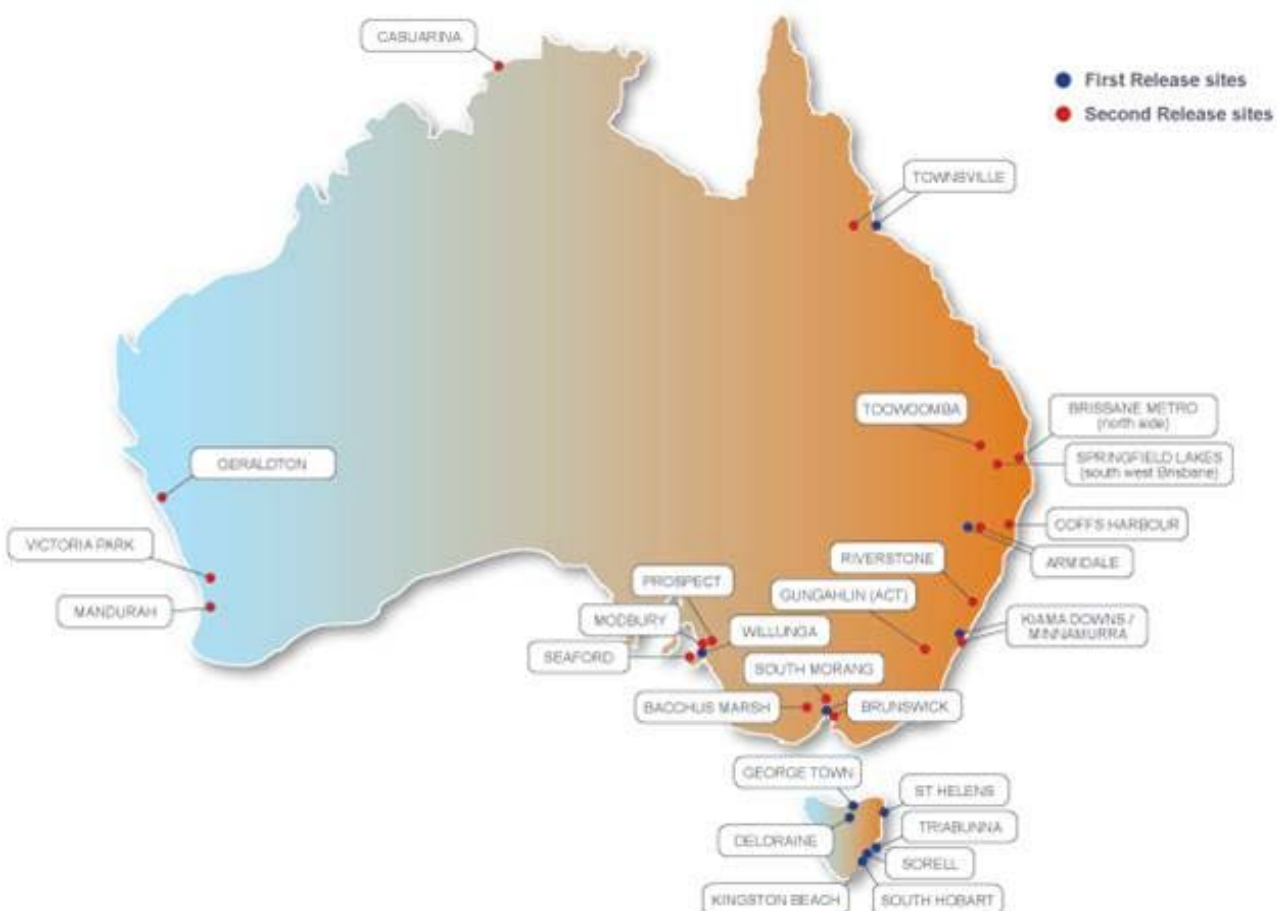 CASUARINA
First Release sites
Second Release sites
TOWNSVILLE
TOOWOOMBA
BRISBANE METRO
(north side)
GERALDTON
SPRINGFIELD LAKES
(south west Brisbane)
VICTORIA PARK
COFFS HARBOUR
RIVERSTONE
ARMIDALE
PROSPECT
GUNGAHLIN (ACT)
MANDURAH
MODBURY
WILLUNGA
KIAMA DOWNS /
MINNAMURRA
SEAFORD
SOUTH MORANG
BACCHUS MARSH
BRUNSWICK
GEORGE TOWN
ST HELENS
TRIABUNNA
DELORAINE
SORELL
KINGSTON BEACH
SOUTH HOBART